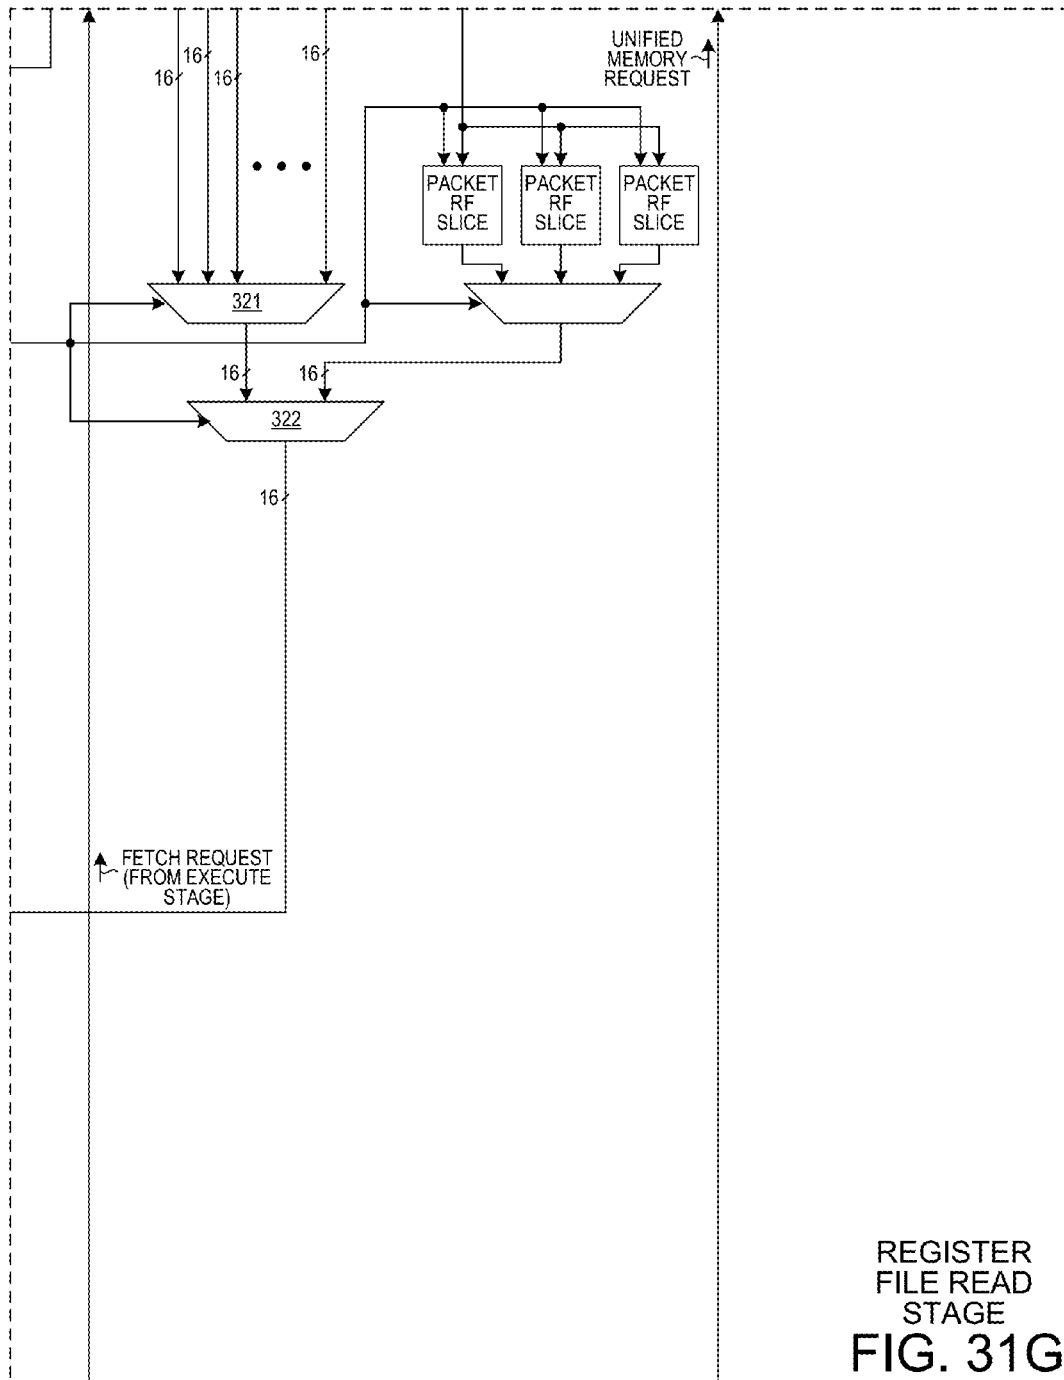 16
16
16
16
UNIFIED
MEMORY
REQUEST
PACKET
RF
SLICE
PACKET
RF
SLICE
PACKET
RF
SLICE
321
16
16
322
16
FETCH REQUEST
(FROM EXECUTE
STAGE)
REGISTER
FILE READ
STAGE
FIG. 31G